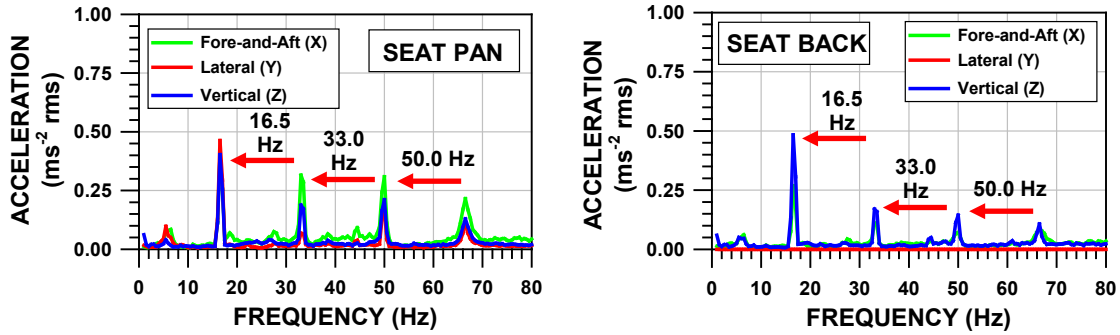 1.00
0.75
0.50
0.25
0.00
ACCELERATION
(ms-2 rms)
Fore-and-Aft (X)
Lateral (Y)
Vertical (Z)
SEAT PAN
16.5
Hz
33.0
Hz
50.0 Hz
0 10 20 30 40 50 60 70 80
FREQUENCY (Hz)
1.00
0.75
0.50
0.25
0.00
ACCELERATION
(ms-2 rms)
SEAT BACK
Fore-and-Aft (X)
Lateral (Y)
Vertical (Z)
16.5
Hz
33.0
Hz
50.0 Hz
0 10 20 30 40 50 60 70 80
FREQUENCY (Hz)